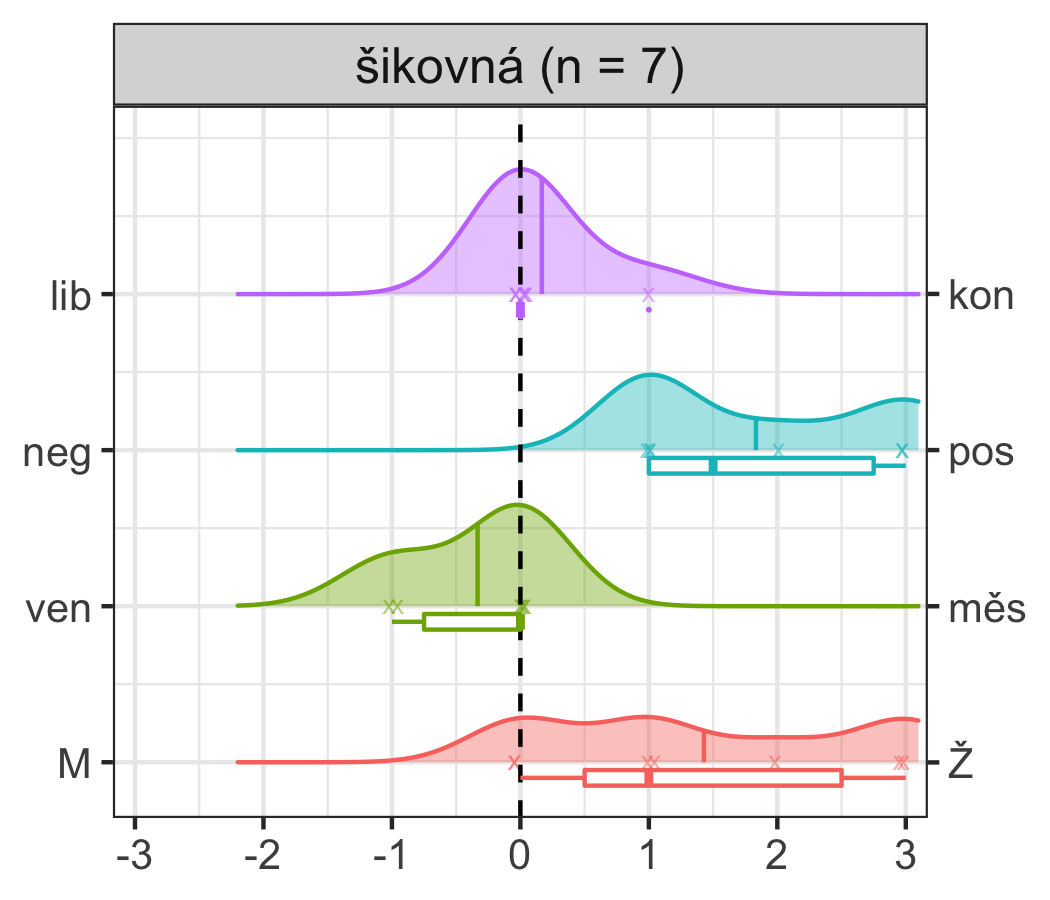 šikovná (n = 7)
lib kon
neg pos
ven měs
M Ž
-3 -2 -1 0 1 2 3